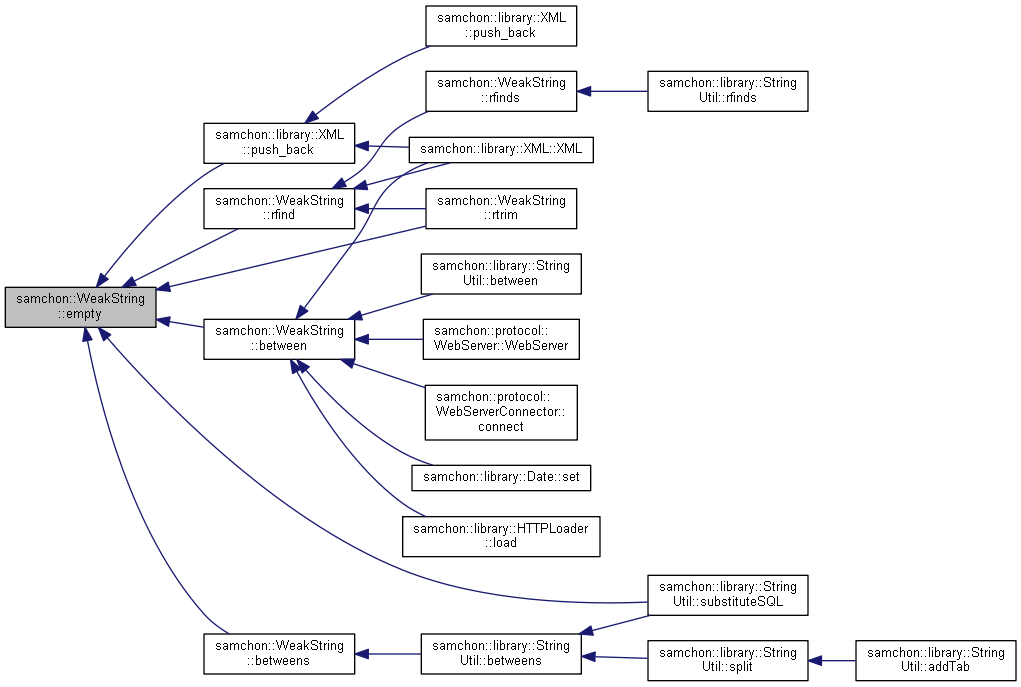 samchon::library::XML
::push_back
samchon::WeakString
::rfinds
samchon::library::String
Util::rfinds
samchon::library::XML
::push_back
samchon::library::XML::XML
samchon::WeakString
::rfind
samchon::WeakString
::rtrim
samchon::library::String
Util::between
samchon::WeakString
::empty
samchon::WeakString
::between
samchon::protocol::
WebServer::WebServer
samchon::protocol::
WebServerConnector::
connect
samchon::library::Date::set
samchon::library::HTTPLoader
::load
samchon::library::String
Util::substituteSQL
samchon::WeakString
::betweens
samchon::library::String
Util::betweens
samchon::library::String
Util::split
samchon::library::String
Util::addTab